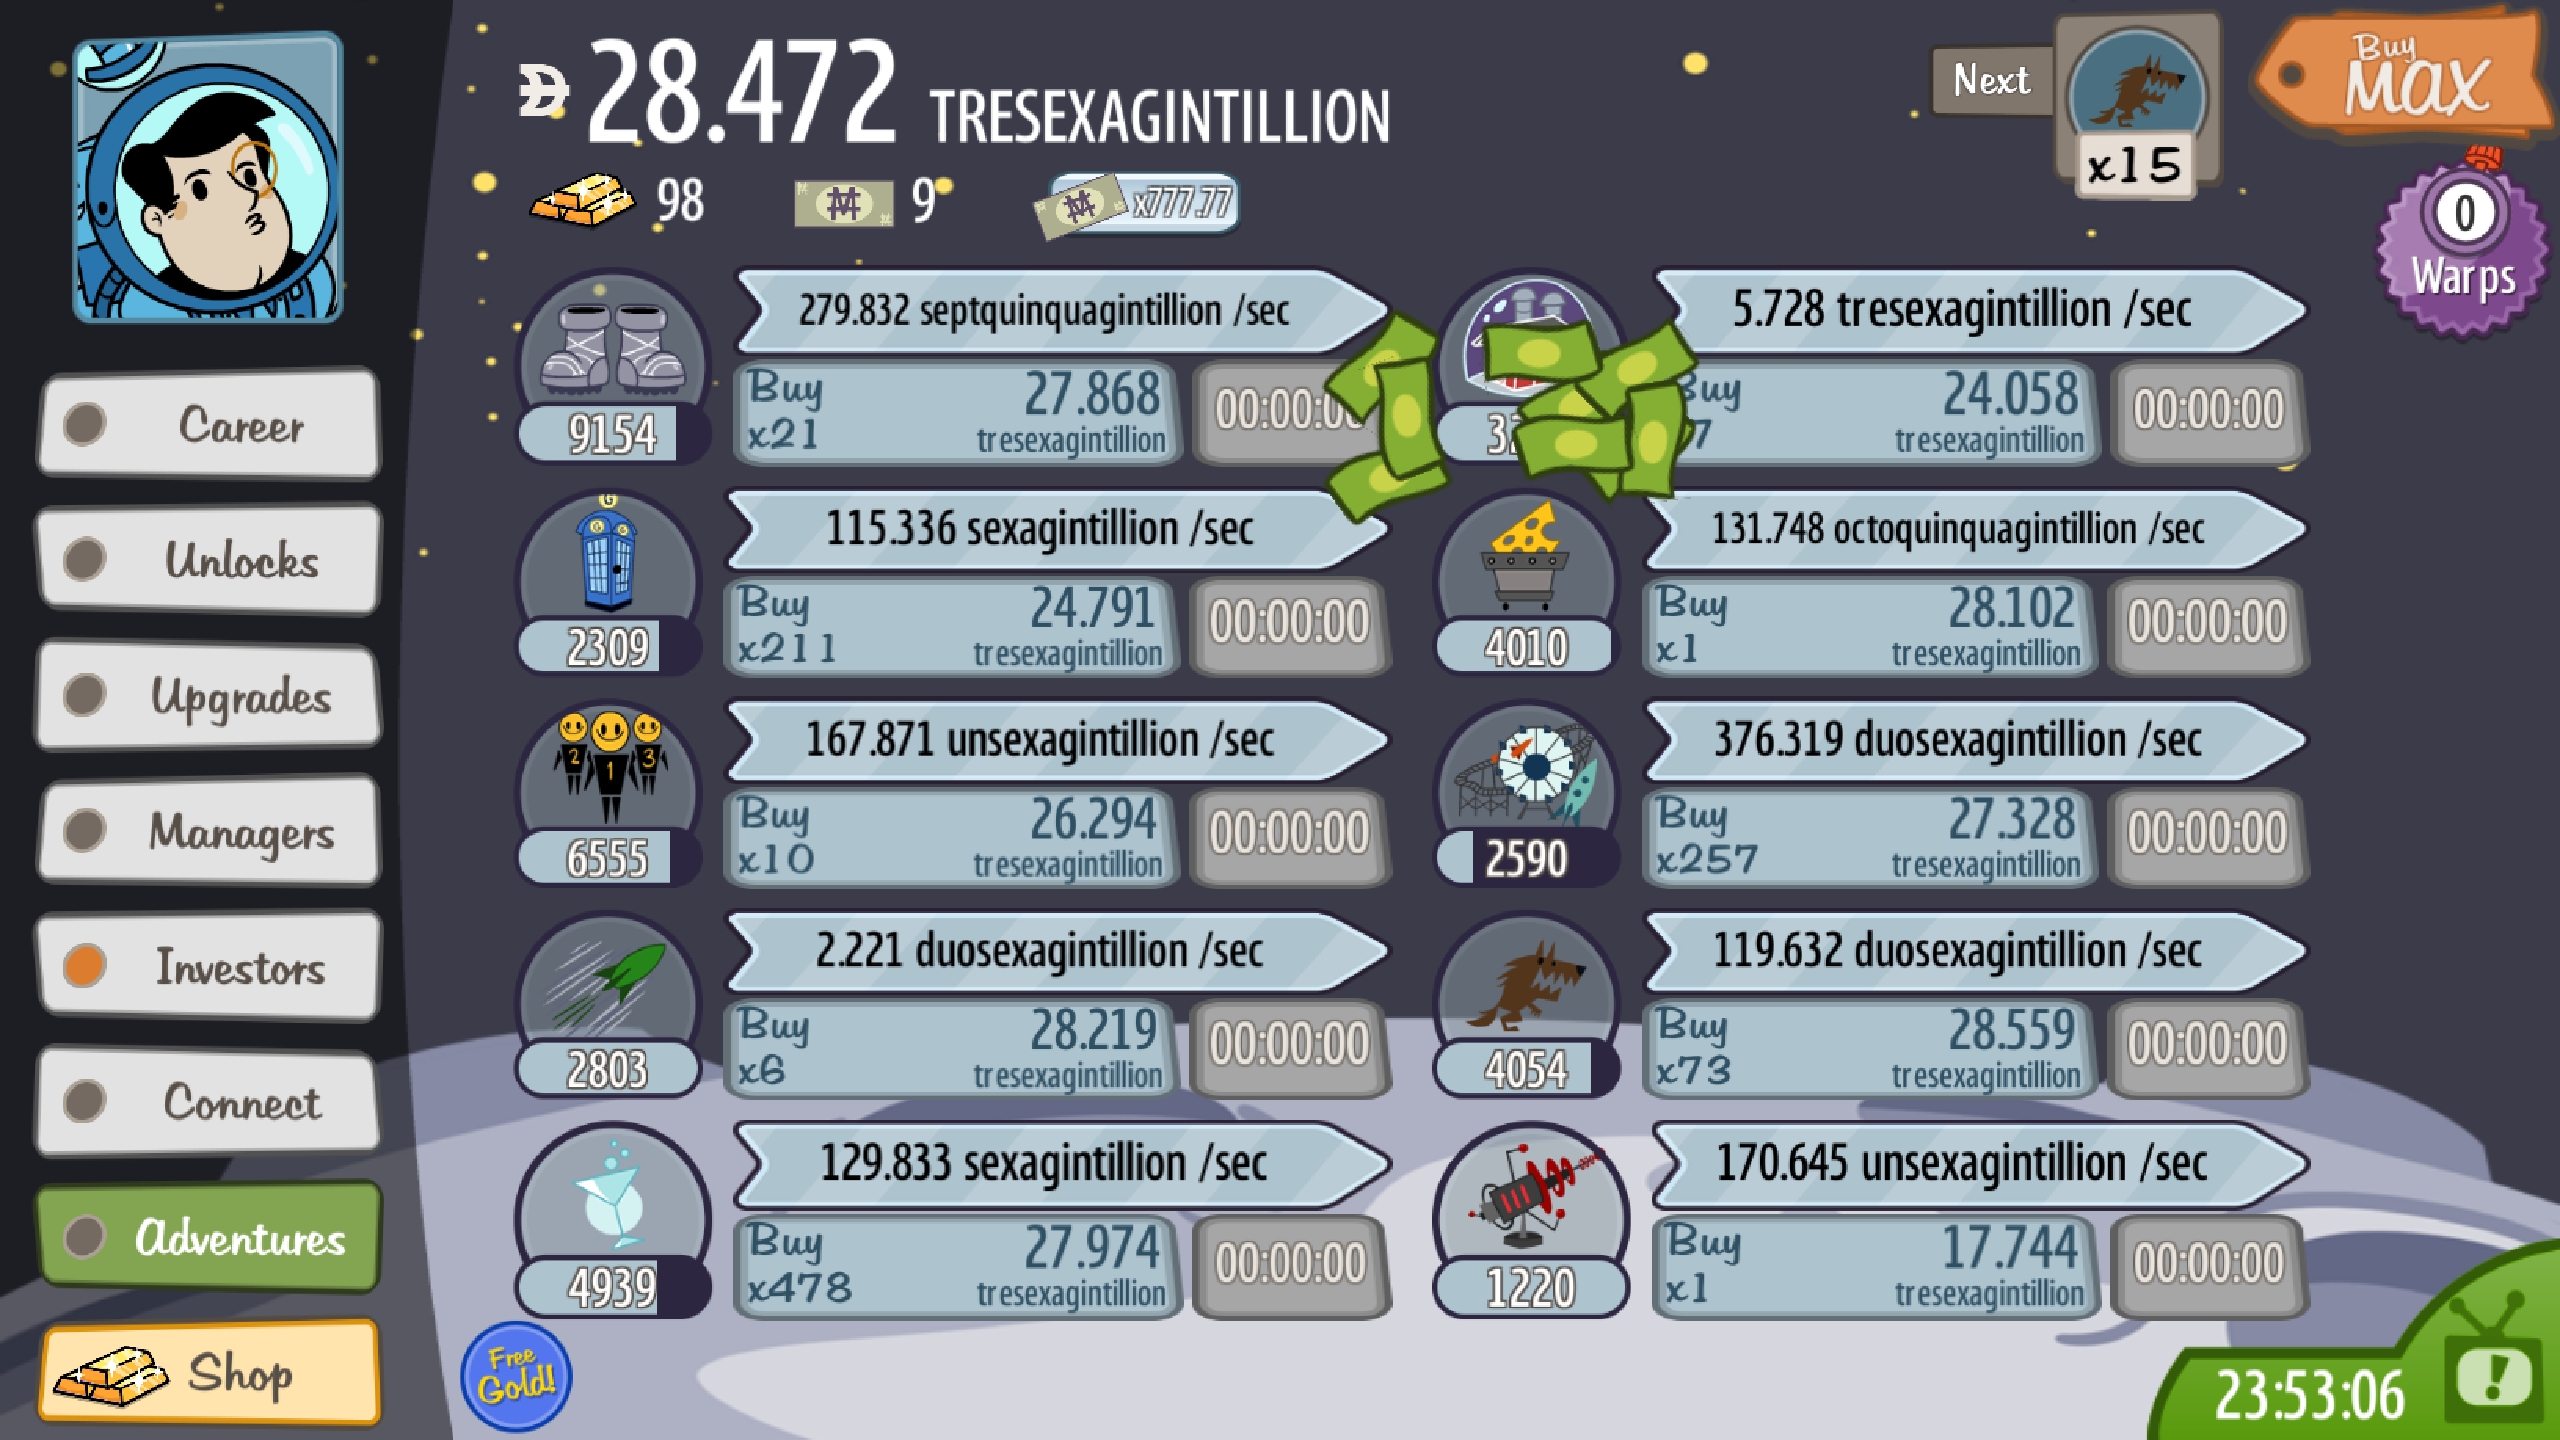 28.472 TRESEXAGINTILLION
Next
x15
Buy
MAX
98
9
x777.77
0
Warps
Career
Unlocks
Upgrades
Managers
Investors
Connect
Adventures
Shop
279.832 septquinquagintillion /sec
9154
Buy
x21
27.868
tresexagintillion
5.728 tresexagintillion /sec
Buy
24.058
tresexagintillion
00:00:00
G
115.336 sexagintillion /sec
2309
Buy
x211
24.791
tresexagintillion
00:00:00
131.748 octoquinquagintillion /sec
4010
Buy
x1
28.102
tresexagintillion
00:00:00
2 1 3
167.871 unsexagintillion /sec
6555
Buy
x10
26.294
tresexagintillion
00:00:00
376.319 duosexagintillion /sec
2590
Buy
x257
27.328
tresexagintillion
00:00:00
2.221 duosexagintillion /sec
2803
Buy
x6
28.219
tresexagintillion
00:00:00
119.632 duosexagintillion /sec
4054
Buy
x73
28.559
tresexagintillion
00:00:00
129.833 sexagintillion /sec
4939
Buy
x478
27.974
tresexagintillion
00:00:00
170.645 unsexagintillion /sec
1220
Buy
x1
17.744
tresexagintillion
00:00:00
Free
Gold!
23:53:06